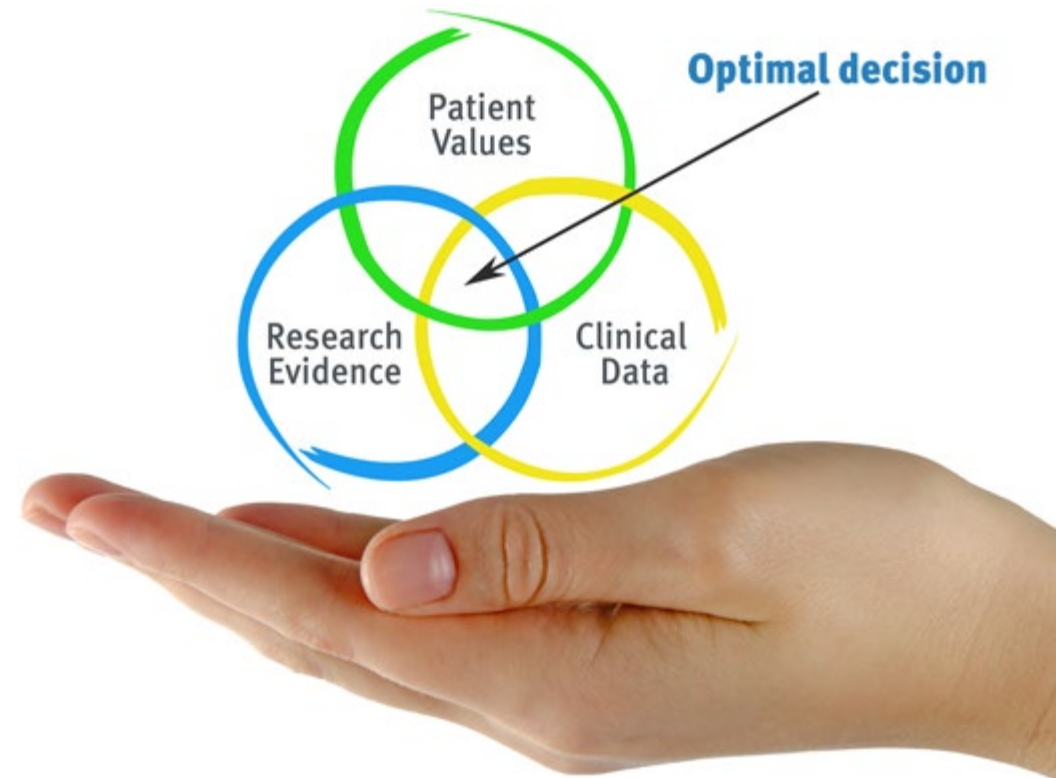 Optimal decision
Patient
Values
Research
Evidence
Clinical
Data